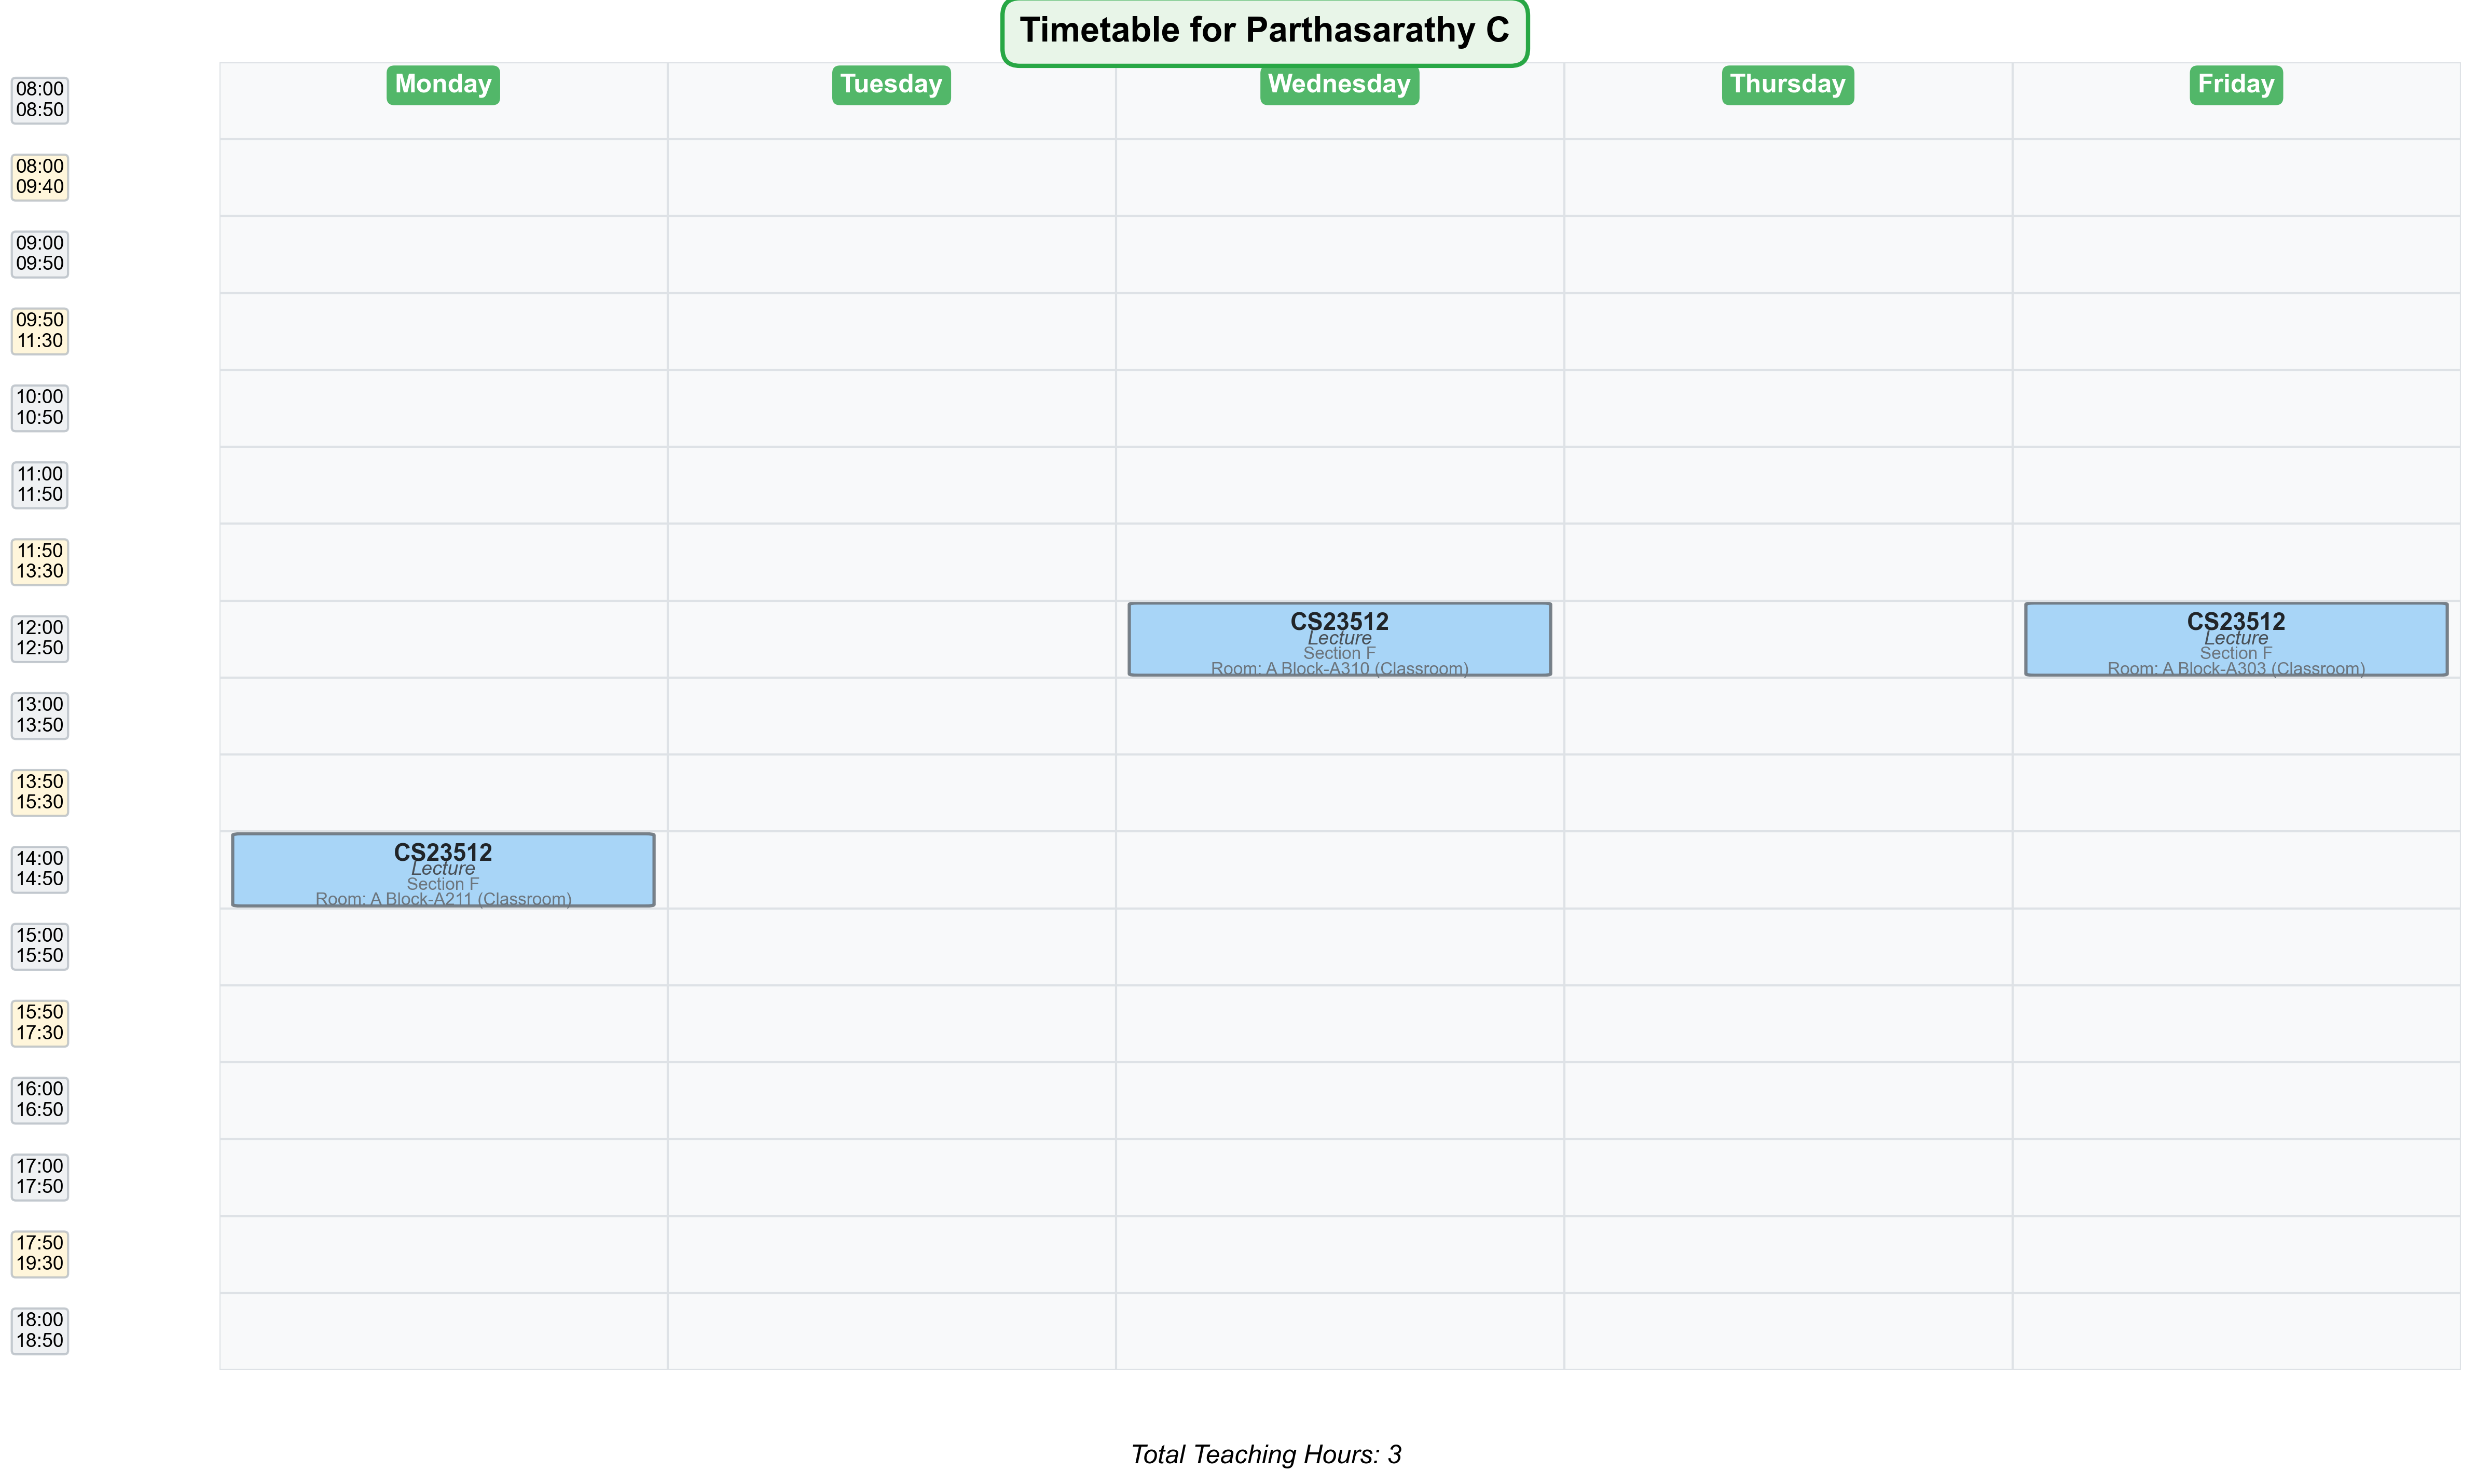 Timetable for Parthasarathy C
Monday
Tuesday
Wednesday
Thursday
Friday
08:00
08:50
08:00
09:40
09:00
09:50
09:50
11:30
10:00
10:50
11:00
11:50
11:50
13:30
12:00
12:50
CS23512
Lecture
Section F
Room: A Block-A310 (Classroom)
CS23512
Lecture
Section F
Room: A Block-A303 (Classroom)
13:00
13:50
13:50
15:30
14:00
14:50
CS23512
Lecture
Section F
Room: A Block-A211 (Classroom)
15:00
15:50
15:50
17:30
16:00
16:50
17:00
17:50
17:50
19:30
18:00
18:50
Total Teaching Hours: 3